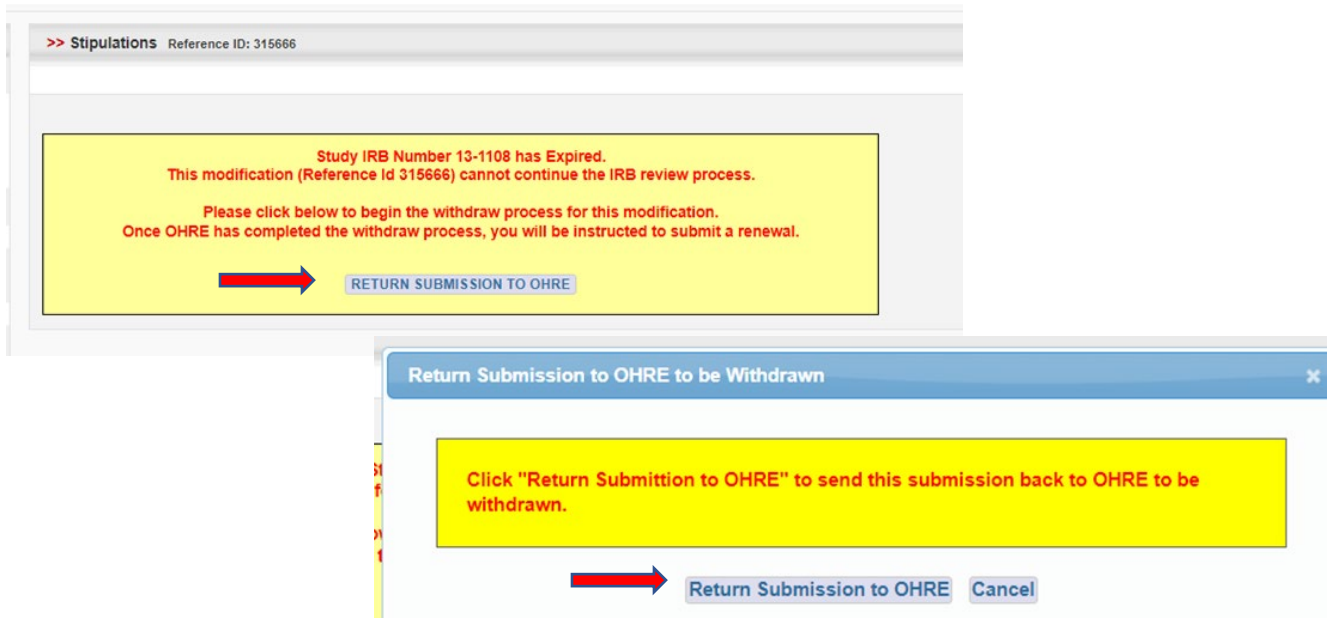 >> Stipulations Reference ID: 315666
Study IRB Number 13-1108 has Expired.
This modification (Reference Id 315666) cannot continue the IRB review process.
Please click below to begin the withdraw process for this modification.
Once OHRE has completed the withdraw process, you will be instructed to submit a renewal.
RETURN SUBMISSION TO OHRE
Return Submission to OHRE to be Withdrawn
Click "Return Submittion to OHRE" to send this submission back to OHRE to be
withdrawn.
Return Submission to OHRE Cancel